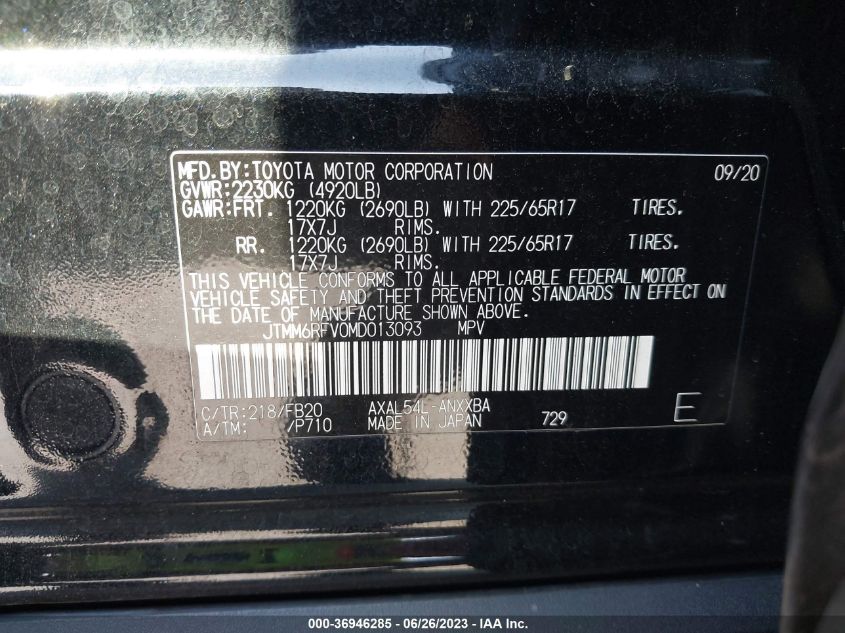 MFD.BY:TOYOTA MOTOR CORPORATION 09/20
GVWR:2230KG (4920LB)
GAWR:FRT. 1220KG (2690LB) WITH 225/65R17 TIRES.
17X7J RIMS.
RR. 1220KG (2690LB) WITH 225/65R17 TIRES.
17X7J RIMS.
THIS VEHICLE CONFORMS TO ALL APPLICABLE FEDERAL MOTOR
VEHICLE SAFETY AND THEFT PREVENTION STANDARDS IN EFFECT ON
THE DATE OF MANUFACTURE SHOWN ABOVE.
JTMM6RFV0MD013093 MPV
C/TR:218/FB20 AXAL54L-ANXXBA 729 E
A/TM: /P710 MADE IN JAPAN
000-36946285 - 06/26/2023 - © IAA Inc.